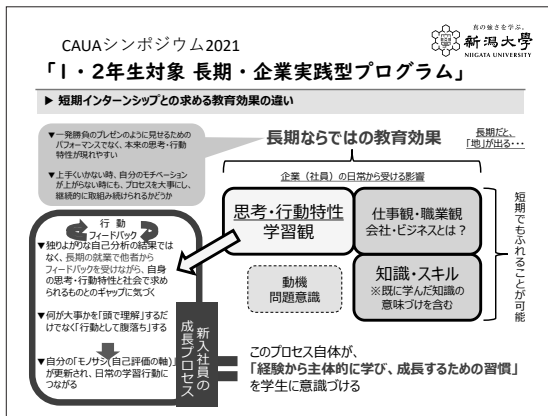 CAUAシンポジウム2021
真の強さを学ぶ。
新潟大学
NIIGATA UNIVERSITY
「1・2年生対象 長期・企業実践型プログラム」
▶ 短期インターンシップとの求める教育効果の違い
▼一発勝負のプレゼンのように見せるための
パフォーマンスでなく、本来の思考・行動
特性が現れやすい
▼上手くいかない時、自分のモチベーション
が上がらない時にも、プロセスを大事にし、
継続的に取組み続けられるかどうか
長期ならではの教育効果
長期だと、
「地」が出る・・・
企業（社員）の日常から受ける影響
思考・行動特性
学習観
仕事観・職業観
会社・ビジネスとは？
動機
問題意識
知識・スキル
※既に学んだ知識の
意味づけを含む
短期でもふれることが可能
行 動
フィードバック
▼独りよがりな自己分析の結果では
なく、長期の就業で他者から
フィードバックを受けながら、自身
の思考・行動特性と社会で求め
られるものとのギャップに気づく
▼何が大事かを「頭で理解」するだ
けでなく「行動として腹落ち」する
▼自分の「モノサシ(自己評価の軸)」
が更新され、日常の学習行動に
つながる
新入社員の
成長プロセス
このプロセス自体が、
「経験から主体的に学び、成長するための習慣」
を学生に意識づける